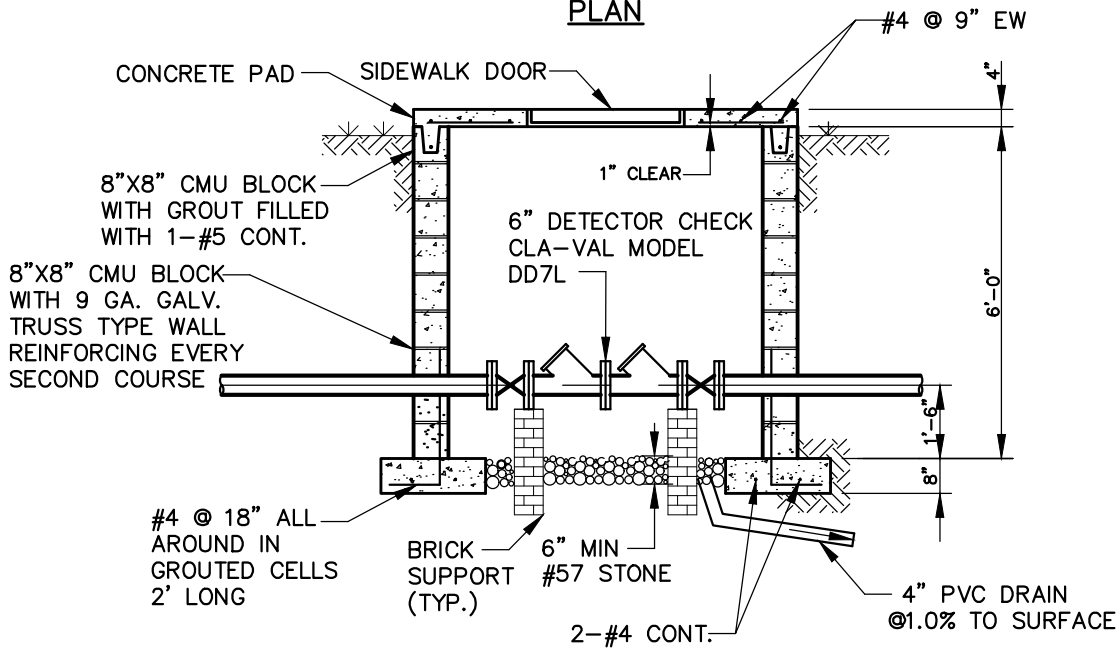 PLAN
#4 @ 9" EW
CONCRETE PAD
SIDEWALK DOOR
4"
1" CLEAR
8"X8" CMU BLOCK
WITH GROUT FILLED
WITH 1-#5 CONT.
6" DETECTOR CHECK
CLA-VAL MODEL
DD7L
8"X8" CMU BLOCK
WITH 9 GA. GALV.
TRUSS TYPE WALL
REINFORCING EVERY
SECOND COURSE
6'-0"
1'-6"
8"
#4 @ 18" ALL
AROUND IN
GROUTED CELLS
2' LONG
BRICK
SUPPORT
(TYP.)
6" MIN
#57 STONE
2-#4 CONT.
4" PVC DRAIN
@1.0% TO SURFACE